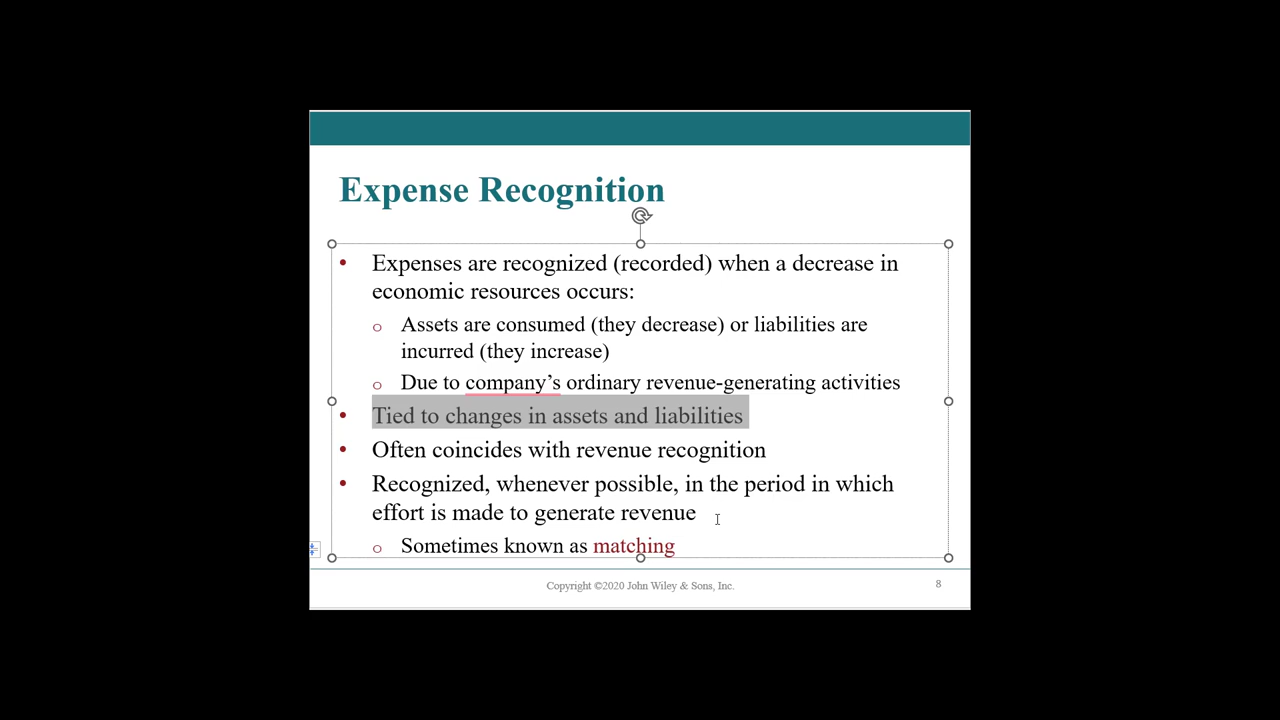 Expense Recognition
• Expenses are recognized (recorded) when a decrease in
economic resources occurs:
o Assets are consumed (they decrease) or liabilities are
incurred (they increase)
o Due to company’s ordinary revenue-generating activities
• Tied to changes in assets and liabilities
• Often coincides with revenue recognition
• Recognized, whenever possible, in the period in which
effort is made to generate revenue
o Sometimes known as matching
Copyright ©2020 John Wiley & Sons, Inc.
8